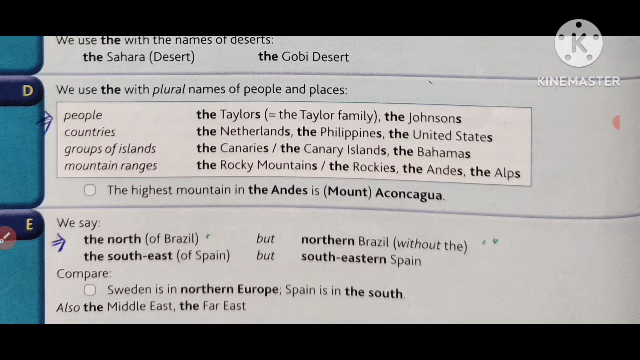 We use the with the names of deserts:
the Sahara (Desert) the Gobi Desert
K
KINEMASTER
D We use the with plural names of people and places:
people the Taylors (= the Taylor family), the Johnsons
countries the Netherlands, the Philippines, the United States
groups of islands the Canaries / the Canary Islands, the Bahamas
mountain ranges the Rocky Mountains / the Rockies, the Andes, the Alps
The highest mountain in the Andes is (Mount) Aconcagua.
E We say:
the north (of Brazil) but northern Brazil (without the)
the south-east (of Spain) but south-eastern Spain
Compare:
Sweden is in northern Europe; Spain is in the south.
Also the Middle East, the Far East